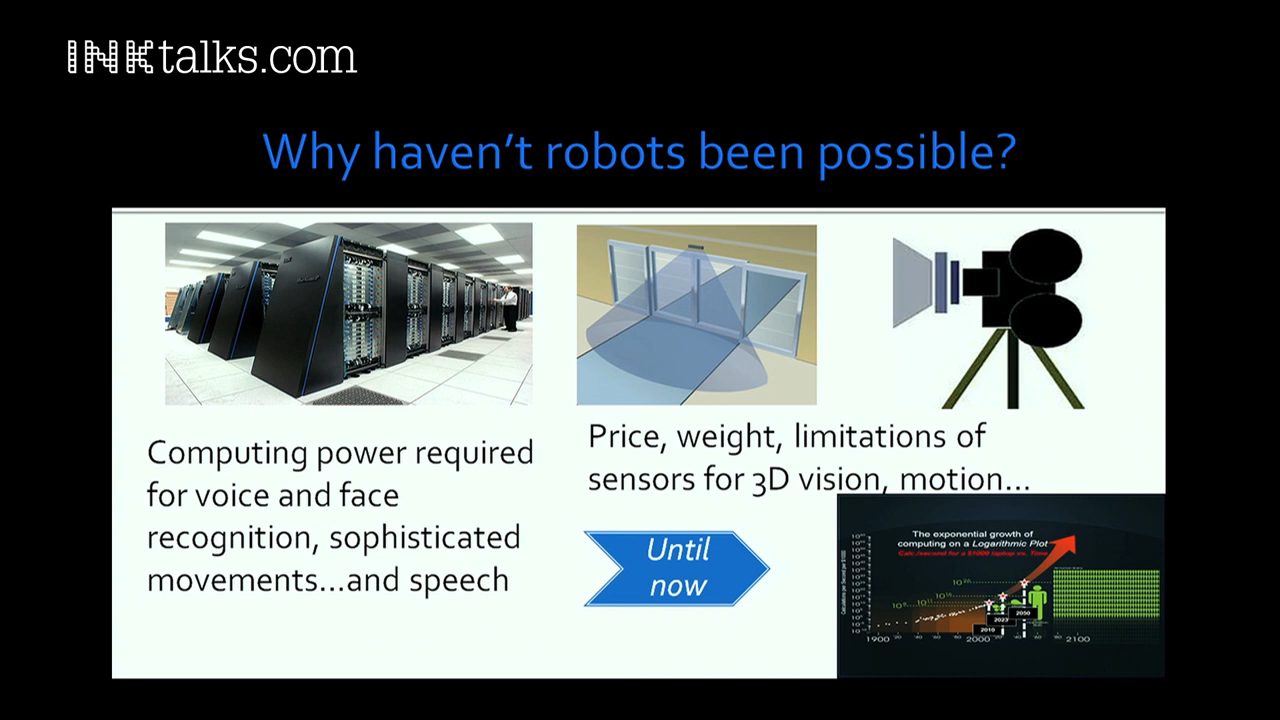 INKtalks.com
Why haven't robots been possible?
Computing power required
for voice and face
recognition, sophisticated
movements...and speech
Price, weight, limitations of
sensors for 3D vision, motion...
Until
now
The exponential growth of
computing on a Logarithmic Plot
Calc/second for a $1000 laptop vs. Time
2010
2023
2050
1900
2000
2100